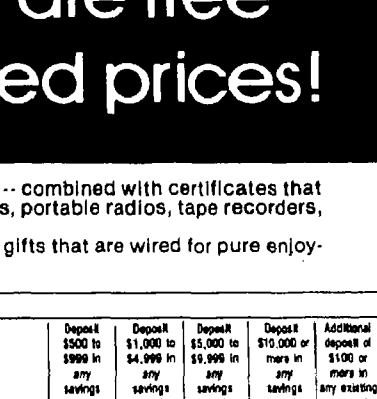 are free
ed prices!
-- combined with certificates that
s, portable radios, tape recorders,
gifts that are wired for pure enjoy-
Deposit Deposit Deposit Deposit Additional
$500 to $1,000 to $5,000 to $10,000 or deposit of
$999 in $4,999 in $9,999 in more in $100 or
any any any any more in
savings savings savings savings any existing